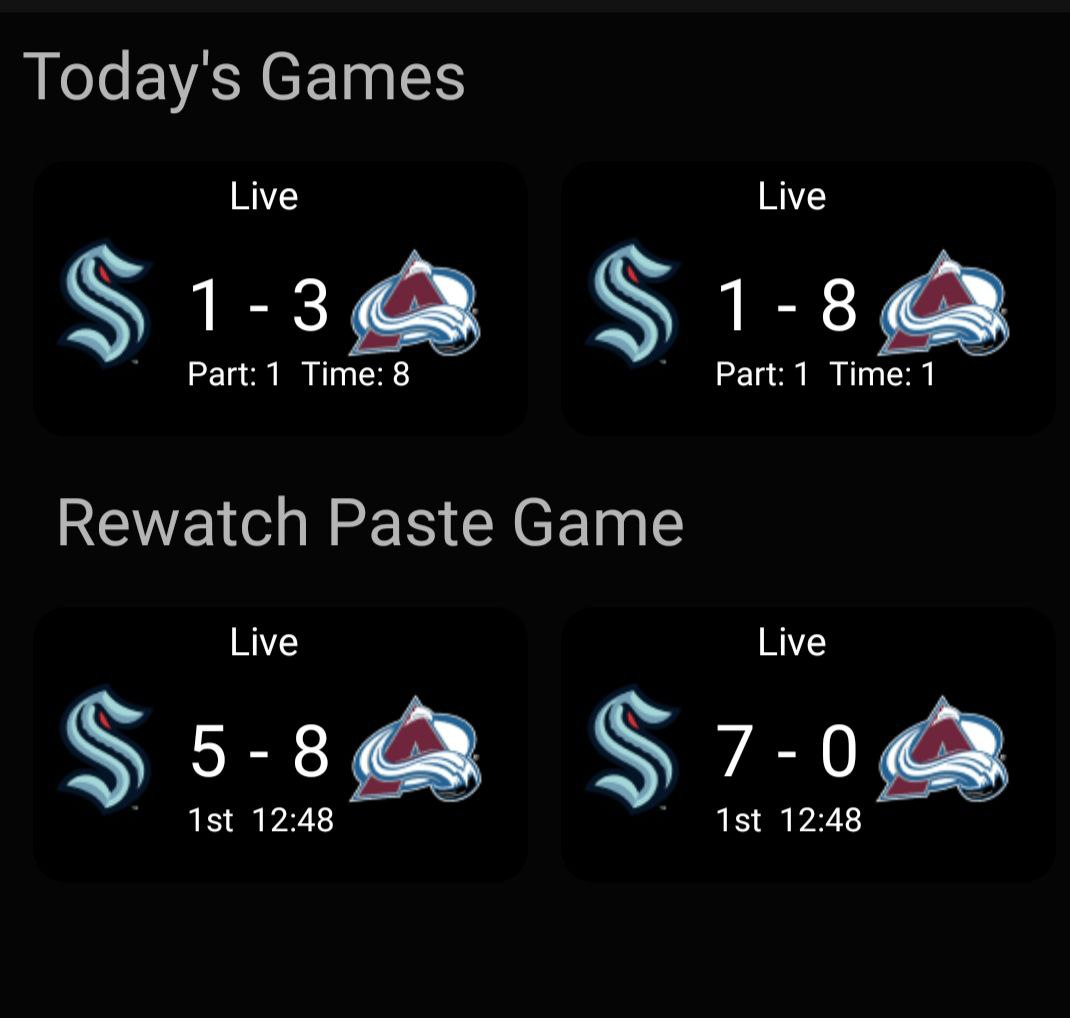 Today's Games
Live
1 - 3
Part: 1 Time: 8
Live
1 - 8
Part: 1 Time: 1
Rewatch Paste Game
Live
5 - 8
1st 12:48
Live
7 - 0
1st 12:48